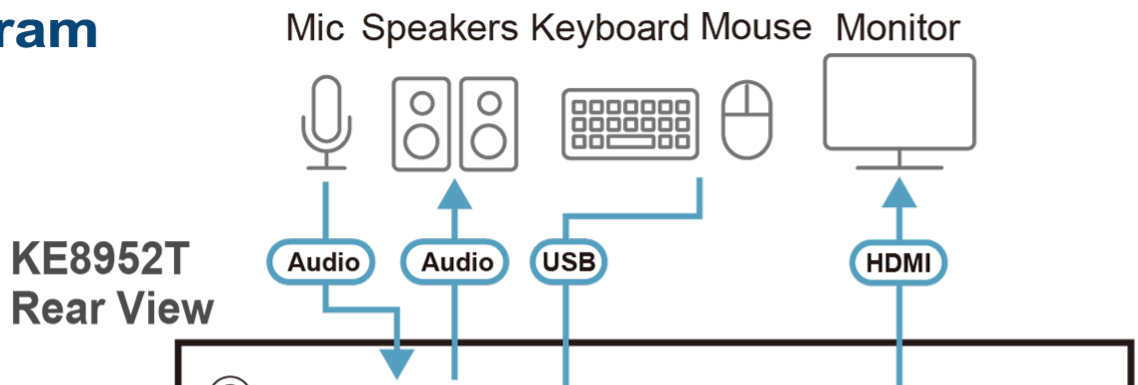 ram
Mic Speakers Keyboard Mouse Monitor
KE8952T
Rear View
Audio Audio USB HDMI